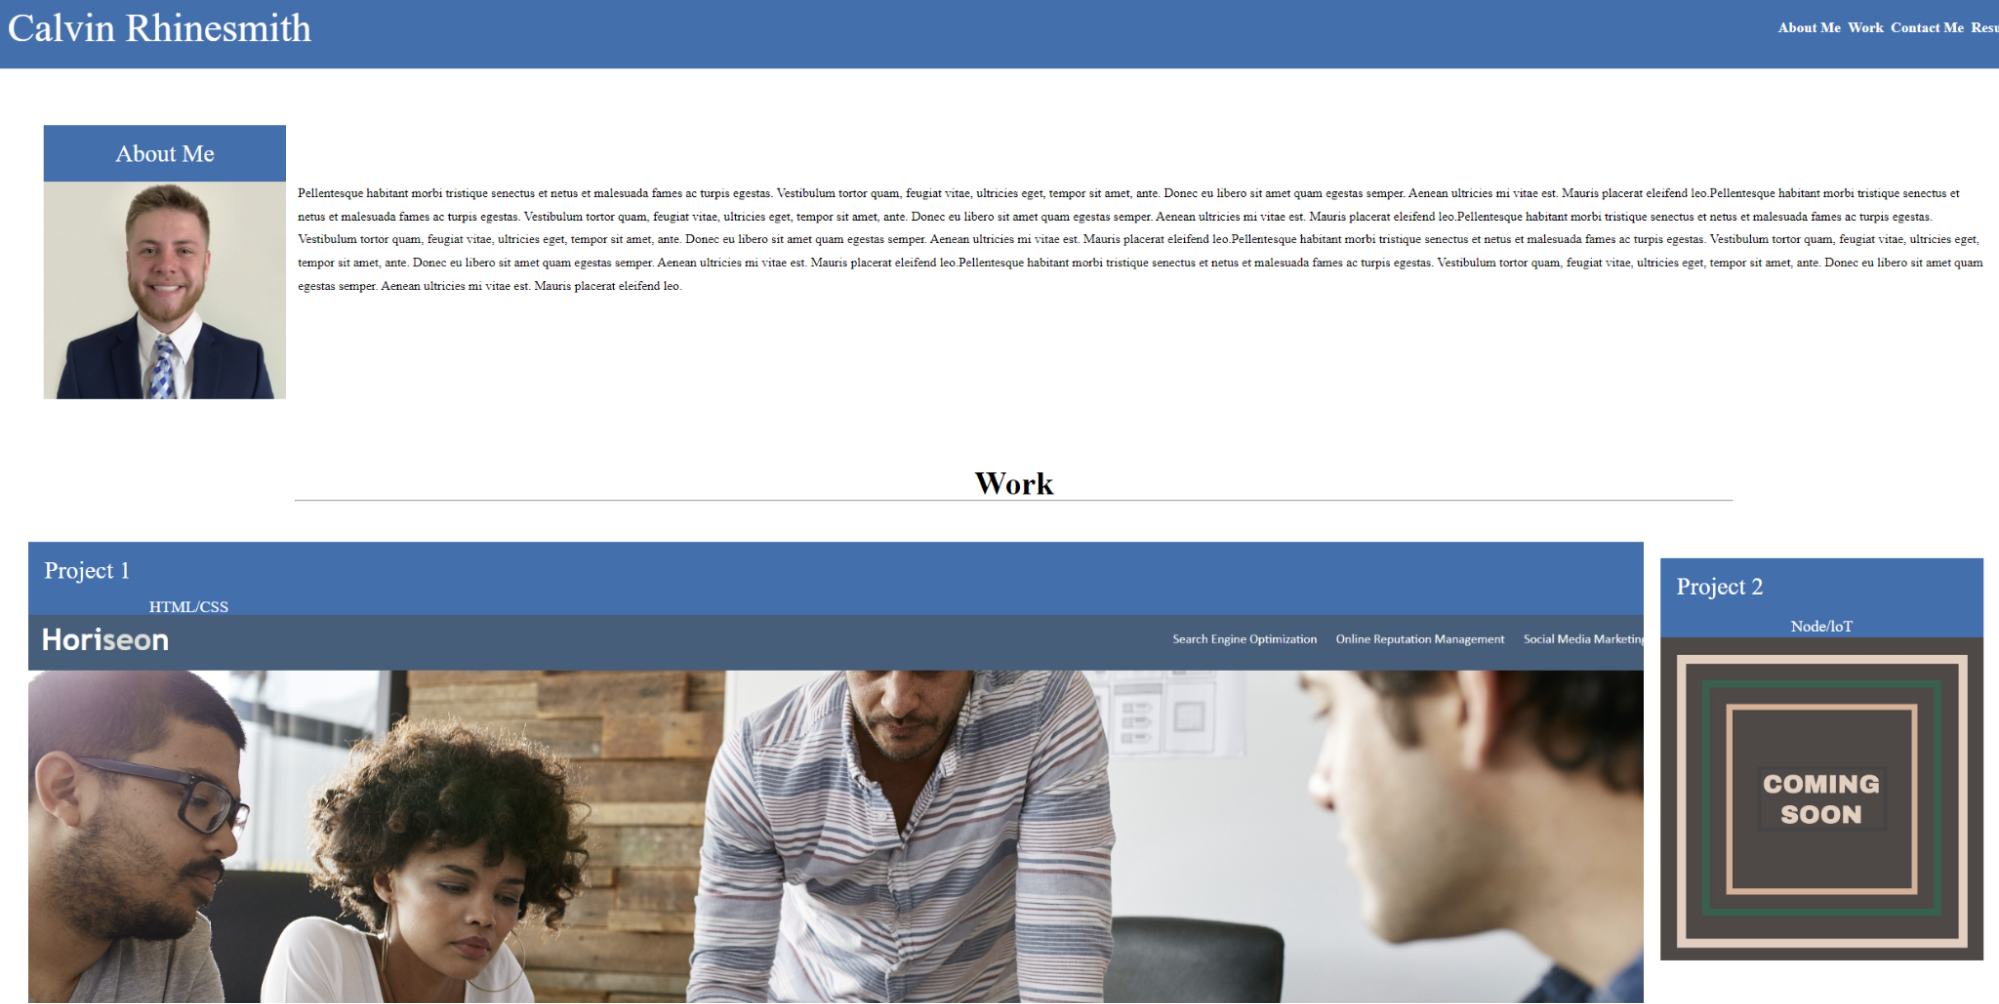 Calvin Rhinesmith
About Me Work Contact Me Resu
About Me
Pellentesque habitant morbi tristique senectus et netus et malesuada fames ac turpis egestas. Vestibulum tortor quam, feugiat vitae, ultricies eget, tempor sit amet, ante. Donec eu libero sit amet quam egestas semper. Aenean ultricies mi vitae est. Mauris placerat eleifend leo.Pellentesque habitant morbi tristique senectus et
netus et malesuada fames ac turpis egestas. Vestibulum tortor quam, feugiat vitae, ultricies eget, tempor sit amet, ante. Donec eu libero sit amet quam egestas semper. Aenean ultricies mi vitae est. Mauris placerat eleifend leo.Pellentesque habitant morbi tristique senectus et netus et malesuada fames ac turpis egestas.
Vestibulum tortor quam, feugiat vitae, ultricies eget, tempor sit amet, ante. Donec eu libero sit amet quam egestas semper. Aenean ultricies mi vitae est. Mauris placerat eleifend leo.Pellentesque habitant morbi tristique senectus et netus et malesuada fames ac turpis egestas. Vestibulum tortor quam, feugiat vitae, ultricies eget,
tempor sit amet, ante. Donec eu libero sit amet quam egestas semper. Aenean ultricies mi vitae est. Mauris placerat eleifend leo.Pellentesque habitant morbi tristique senectus et netus et malesuada fames ac turpis egestas. Vestibulum tortor quam, feugiat vitae, ultricies eget, tempor sit amet, ante. Donec eu libero sit amet quam
egestas semper. Aenean ultricies mi vitae est. Mauris placerat eleifend leo.
Work
Project 1
HTML/CSS
Horiseon
Search Engine Optimization Online Reputation Management Social Media Marketing
Project 2
Node/loT
COMING
SOON